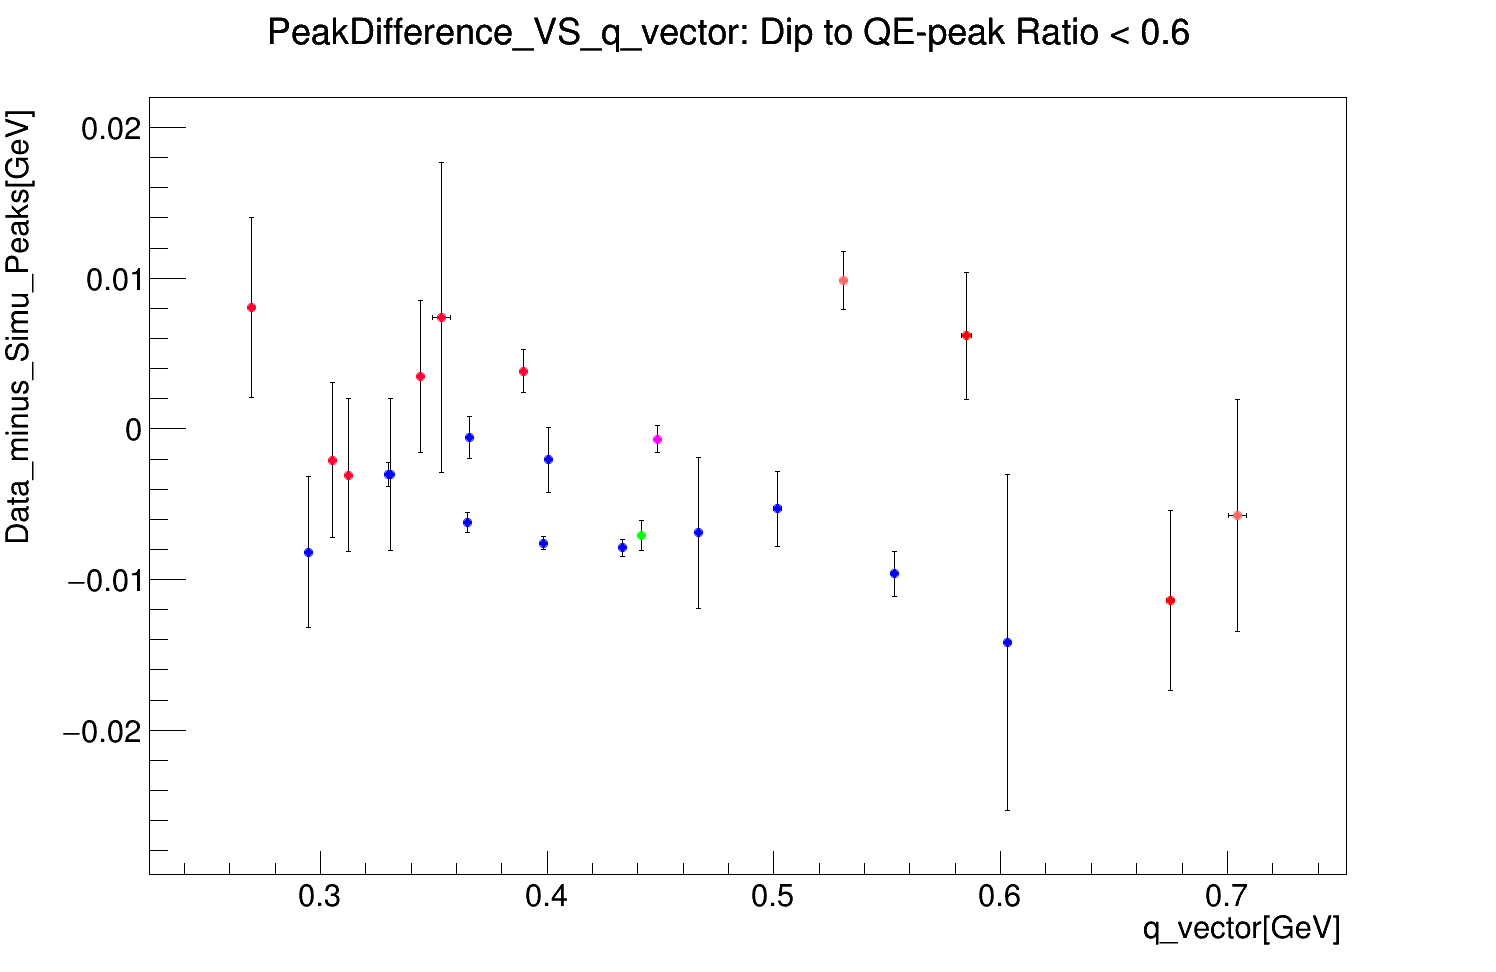 PeakDifference_VS_q_vector: Dip to QE-peak Ratio < 0.6
Data_minus_Simu_Peaks[GeV]
0.02
0.01
0
−0.01
−0.02
0.3 0.4 0.5 0.6 0.7
q_vector[GeV]